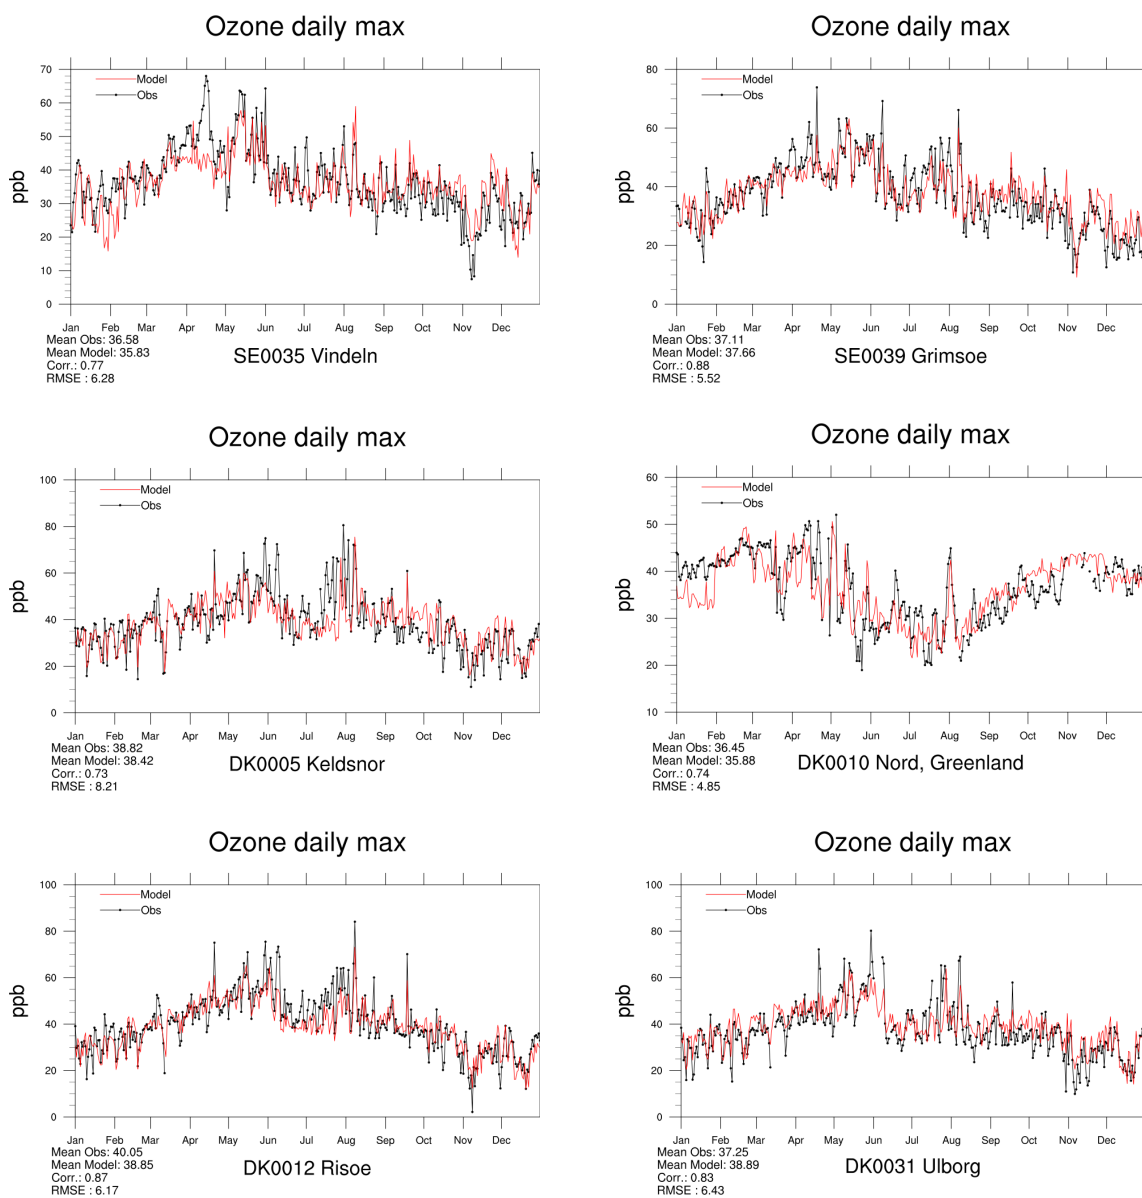 Ozone daily max
70
60
50
40
30
20
10
0
ppb
Model
Obs
Jan Feb Mar Apr May Jun Jul Aug Sep Oct Nov Dec
Mean Obs: 36.58
Mean Model: 35.83
Corr.: 0.77
RMSE : 6.28
SE0035 Vindeln
Ozone daily max
80
60
40
20
0
ppb
Model
Obs
Jan Feb Mar Apr May Jun Jul Aug Sep Oct Nov Dec
Mean Obs: 37.11
Mean Model: 37.66
Corr.: 0.88
RMSE : 5.52
SE0039 Grimsoe
Ozone daily max
100
80
60
40
20
0
ppb
Model
Obs
Jan Feb Mar Apr May Jun Jul Aug Sep Oct Nov Dec
Mean Obs: 38.82
Mean Model: 38.42
Corr.: 0.73
RMSE : 8.21
DK0005 Keldsnor
Ozone daily max
60
50
40
30
20
10
ppb
Model
Obs
Jan Feb Mar Apr May Jun Jul Aug Sep Oct Nov Dec
Mean Obs: 36.45
Mean Model: 35.88
Corr.: 0.74
RMSE : 4.85
DK0010 Nord, Greenland
Ozone daily max
100
80
60
40
20
0
ppb
Model
Obs
Jan Feb Mar Apr May Jun Jul Aug Sep Oct Nov Dec
Mean Obs: 40.05
Mean Model: 38.85
Corr.: 0.87
RMSE : 6.17
DK0012 Risoe
Ozone daily max
100
80
60
40
20
0
ppb
Model
Obs
Jan Feb Mar Apr May Jun Jul Aug Sep Oct Nov Dec
Mean Obs: 37.25
Mean Model: 38.89
Corr.: 0.83
RMSE : 6.43
DK0031 Ulborg